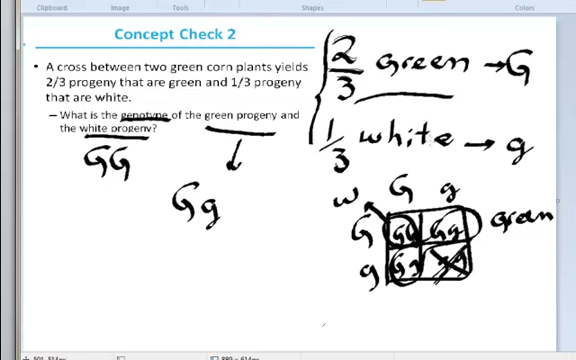 Clipboard
Image
Tools
Shapes
Colors
Concept Check 2
• A cross between two green corn plants yields
2/3 progeny that are green and 1/3 progeny
that are white.
– What is the genotype of the green progeny and
the white progeny?
GG
Gg
2/3 green → G
1/3 white → g
w G g
G GG Gg green
g Gg